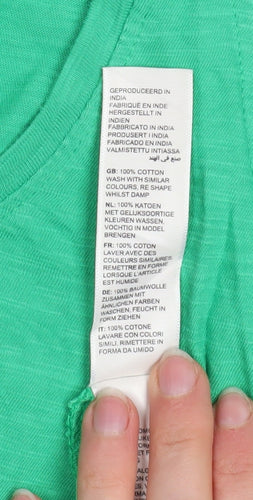 GEPRODUCEERD IN
INDIA
FABRIQUÉ EN INDE
HERGESTELLT IN
INDIEN
FABBRICATO IN INDIA
PRODUSERT I INDIA
FABRICADO EN INDIA
VALMISTETTU INTIASSA
صنع فى الهند
GB: 100% COTTON
WASH WITH SIMILAR
COLOURS, RE SHAPE
WHILST DAMP
NL: 100% KATOEN
MET GELIJKSOORTIGE
KLEUREN WASSEN,
VOCHTIG IN MODEL
BRENGEN
FR: 100% COTON
LAVER AVEC DES
COULEURS SIMILAIRES,
REMETTRE EN FORME
LORSQUE L'ARTICLE
EST HUMIDE
DE: 100% BAUMWOLLE
ZUSAMMEN MIT
ÄHNLICHEN FARBEN
WASCHEN, FEUCHT IN
FORM ZIEHEN
IT: 100% COTONE
LAVARE CON COLORI
SIMILI, RIMETTERE IN
FORMA DA UMIDO